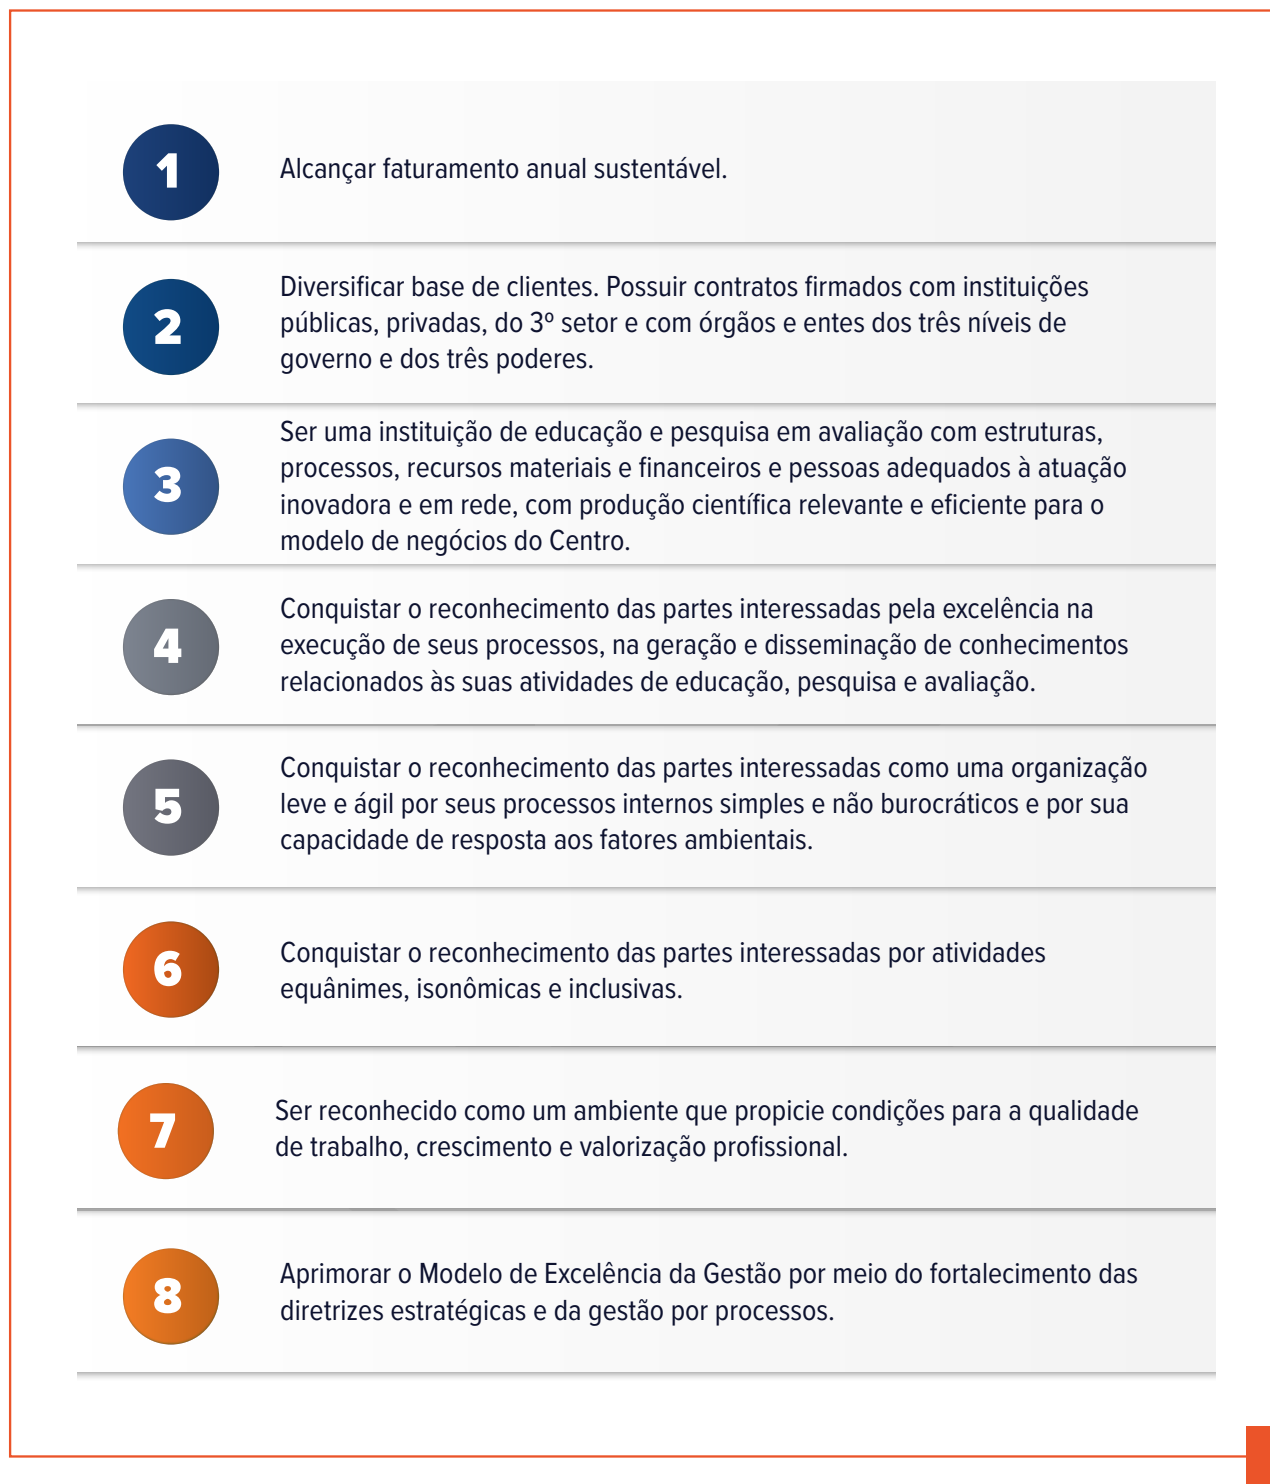 1
Alcançar faturamento anual sustentável.
2
Diversificar base de clientes. Possuir contratos firmados com instituições
públicas, privadas, do 3º setor e com órgãos e entes dos três níveis de
governo e dos três poderes.
3
Ser uma instituição de educação e pesquisa em avaliação com estruturas,
processos, recursos materiais e financeiros e pessoas adequados à atuação
inovadora e em rede, com produção científica relevante e eficiente para o
modelo de negócios do Centro.
4
Conquistar o reconhecimento das partes interessadas pela excelência na
execução de seus processos, na geração e disseminação de conhecimentos
relacionados às suas atividades de educação, pesquisa e avaliação.
5
Conquistar o reconhecimento das partes interessadas como uma organização
leve e ágil por seus processos internos simples e não burocráticos e por sua
capacidade de resposta aos fatores ambientais.
6
Conquistar o reconhecimento das partes interessadas por atividades
equânimes, isonômicas e inclusivas.
7
Ser reconhecido como um ambiente que propicie condições para a qualidade
de trabalho, crescimento e valorização profissional.
8
Aprimorar o Modelo de Excelência da Gestão por meio do fortalecimento das
diretrizes estratégicas e da gestão por processos.